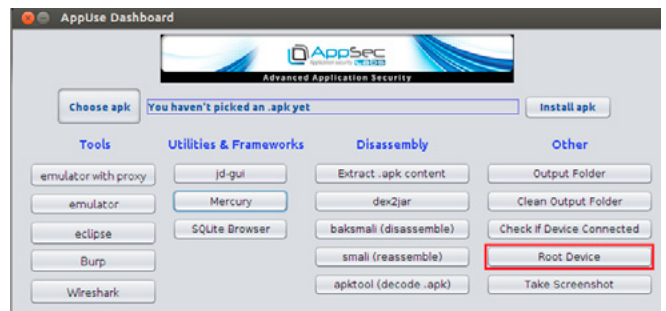 AppUse Dashboard
AppSec
Advanced Application Security
Choose apk
You haven't picked an .apk yet
Install apk
Tools
Utilities & Frameworks
Disassembly
Other
emulator with proxy
jd-gui
Extract .apk content
Output Folder
emulator
Mercury
dex2jar
Clean Output Folder
eclipse
SQLite Browser
baksmali (disassemble)
Check If Device Connected
Burp
smali (reassemble)
Root Device
Wireshark
apktool (decode .apk)
Take Screenshot